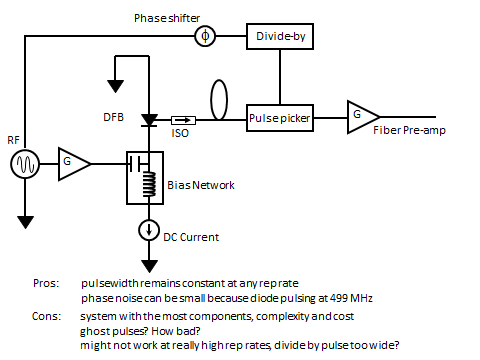 Phase shifter
ϕ
Divide-by
DFB
ISO
Pulse picker
G
Fiber Pre-amp
RF
G
Bias Network
DC Current
Pros: pulsewidth remains constant at any rep rate
phase noise can be small because diode pulsing at 499 MHz
Cons: system with the most components, complexity and cost
ghost pulses? How bad?
might not work at really high rep rates, divide by pulse too wide?